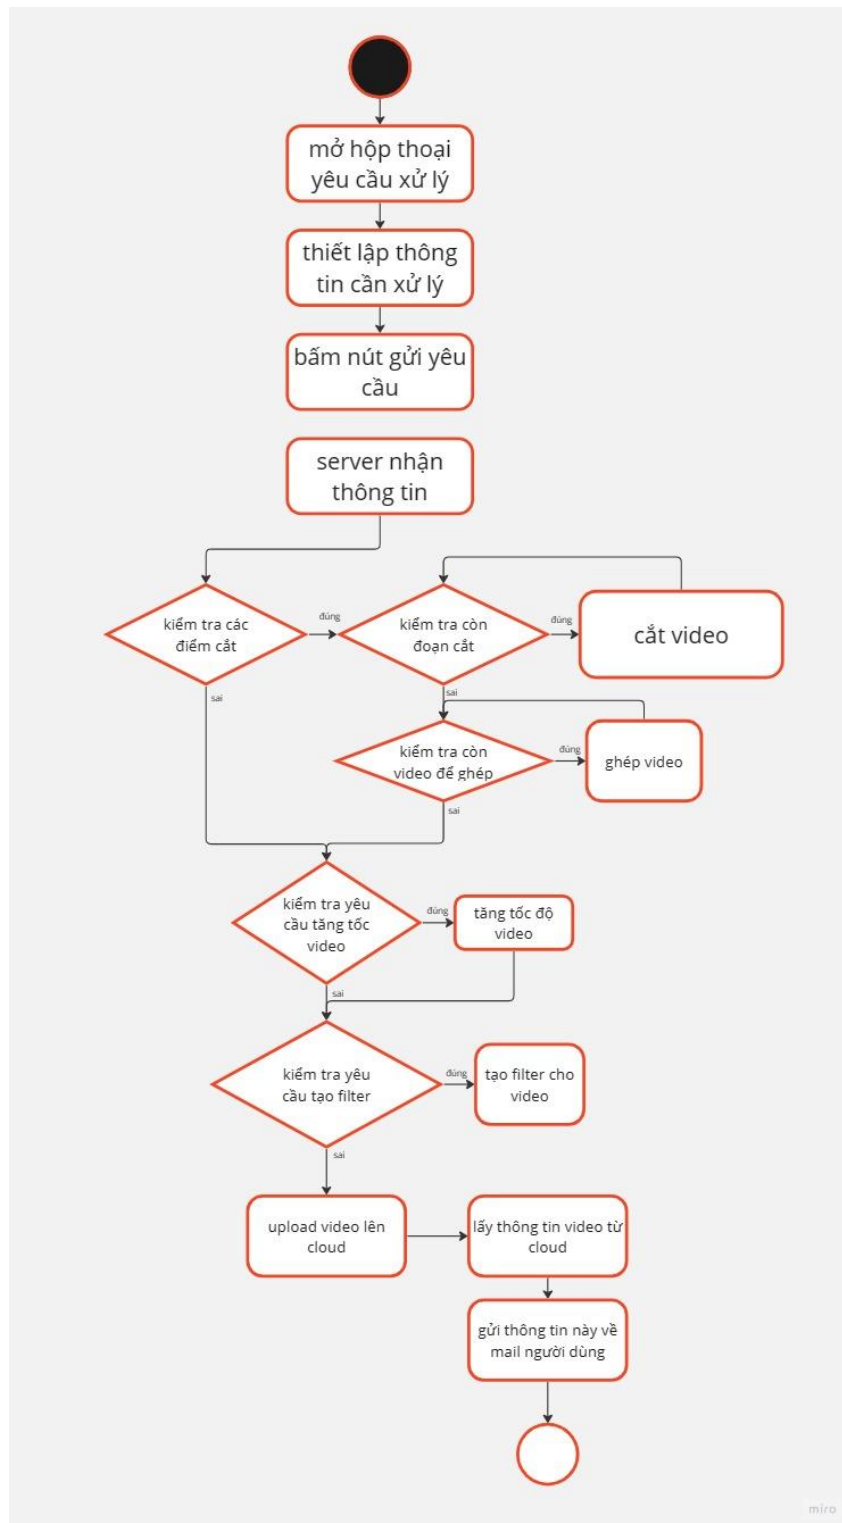 mở hộp thoại
yêu cầu xử lý
thiết lập thông
tin cần xử lý
bấm nút gửi yêu
cầu
server nhận
thông tin
kiểm tra các
điểm cắt
đúng
kiểm tra còn
đoạn cắt
đúng
cắt video
sai
sai
kiểm tra còn
video để ghép
đúng
ghép video
sai
kiểm tra yêu
cầu tăng tốc
video
đúng
tăng tốc độ
video
sai
kiểm tra yêu
cầu tạo filter
đúng
tạo filter cho
video
sai
upload video lên
cloud
lấy thông tin video từ
cloud
gửi thông tin này về
mail người dùng
miro